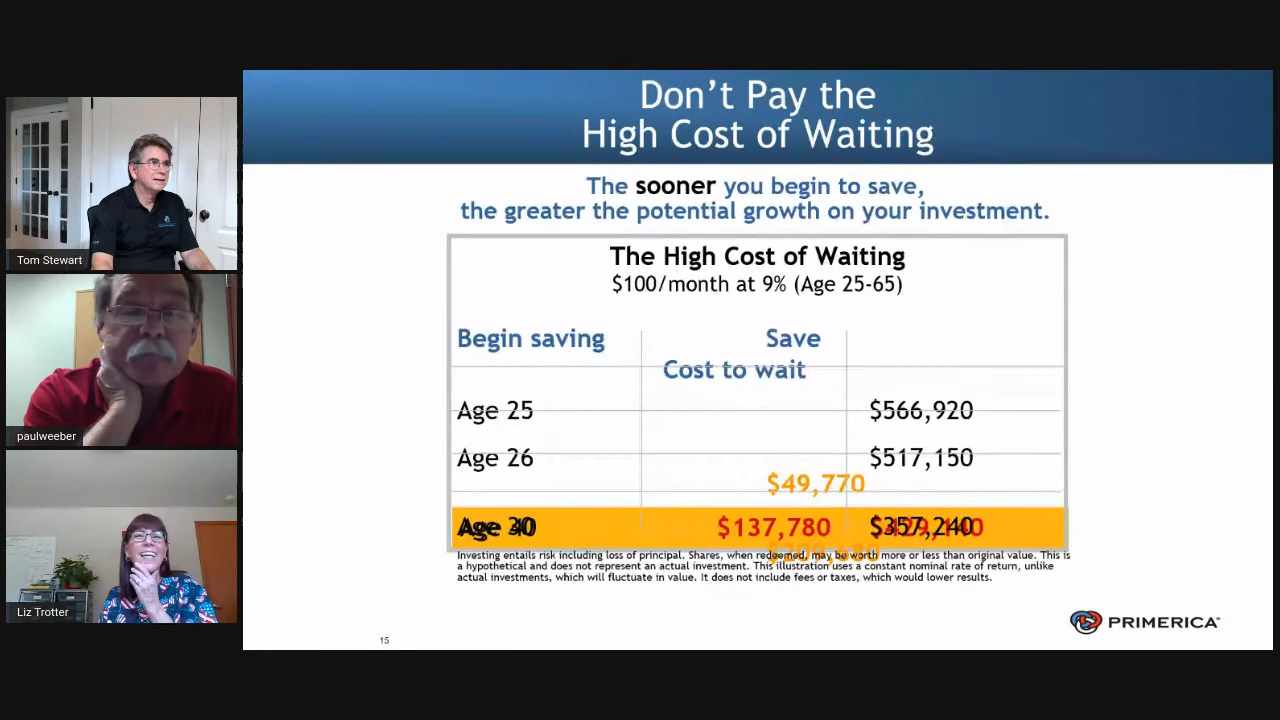 Don't Pay the
High Cost of Waiting
The sooner you begin to save,
the greater the potential growth on your investment.
The High Cost of Waiting
$100/month at 9% (Age 25-65)
Begin saving Save
Cost to wait
Age 25 $566,920
Age 26 $517,150
$49,770
Age 30 $137,780 $357,240
Investing entails risk including loss of principal. Shares, when redeemed, may be worth more or less than original value. This is
a hypothetical and does not represent an actual investment. This illustration uses a constant nominal rate of return, unlike
actual investments, which will fluctuate in value. It does not include fees or taxes, which would lower results.
PRIMERICA
15
Tom Stewart
paulweeber
Liz Trotter